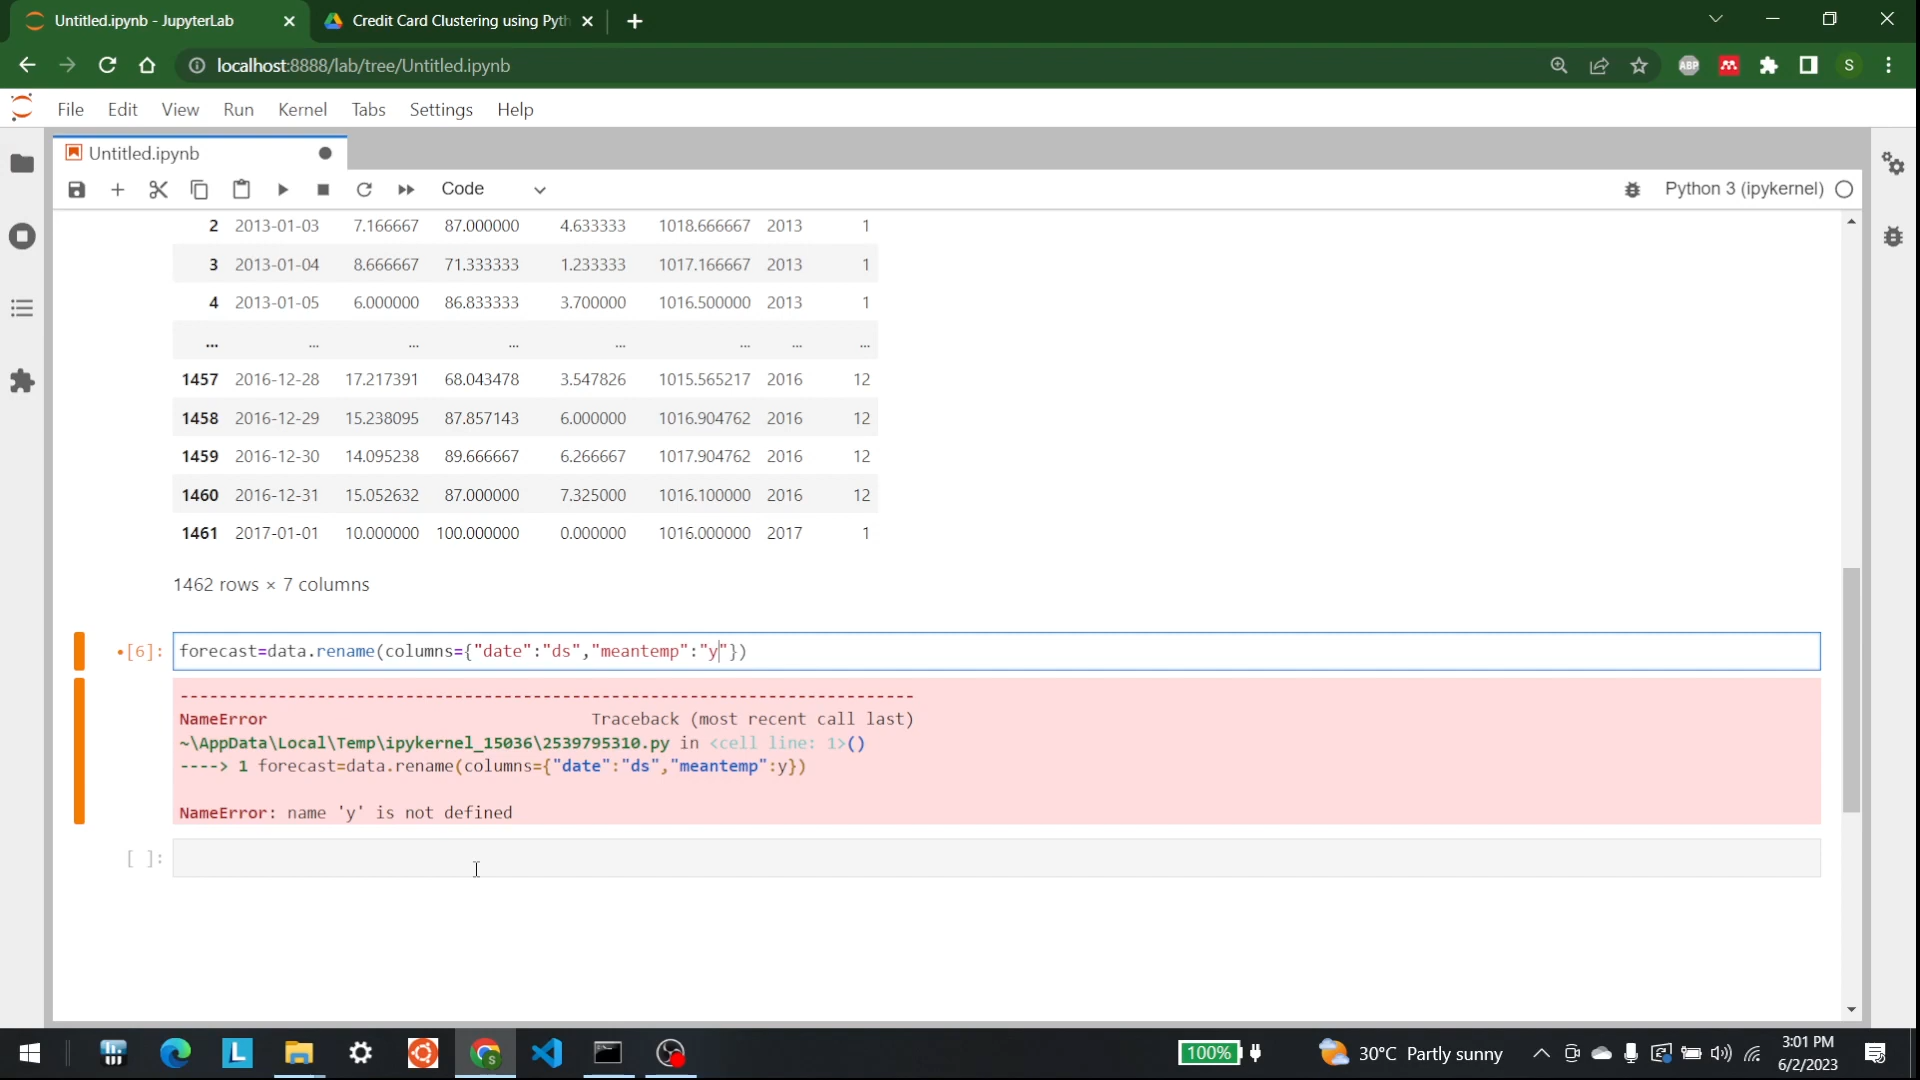 Untitled.ipynb - JupyterLab
Credit Card Clustering using Pyth
localhost:8888/lab/tree/Untitled.ipynb
ABP
S
File Edit View Run Kernel Tabs Settings Help
Untitled.ipynb
Code
Python 3 (ipykernel)
2 2013-01-03 7.166667 87.000000 4.633333 1018.666667 2013 1
3 2013-01-04 8.666667 71.333333 1.233333 1017.166667 2013 1
4 2013-01-05 6.000000 86.833333 3.700000 1016.500000 2013 1
... ... ... ... ... ... ... ...
1457 2016-12-28 17.217391 68.043478 3.547826 1015.565217 2016 12
1458 2016-12-29 15.238095 87.857143 6.000000 1016.904762 2016 12
1459 2016-12-30 14.095238 89.666667 6.266667 1017.904762 2016 12
1460 2016-12-31 15.052632 87.000000 7.325000 1016.100000 2016 12
1461 2017-01-01 10.000000 100.000000 0.000000 1016.000000 2017 1
1462 rows × 7 columns
•[6]: forecast=data.rename(columns={"date":"ds","meantemp":"y"})
---------------------------------------------------------------------------
NameError Traceback (most recent call last)
~\AppData\Local\Temp\ipykernel_15036\2539795310.py in <cell line: 1>()
----> 1 forecast=data.rename(columns={"date":"ds","meantemp":y})
NameError: name 'y' is not defined
[ ]:
L
S
100%
30°C Partly sunny
3:01 PM
6/2/2023